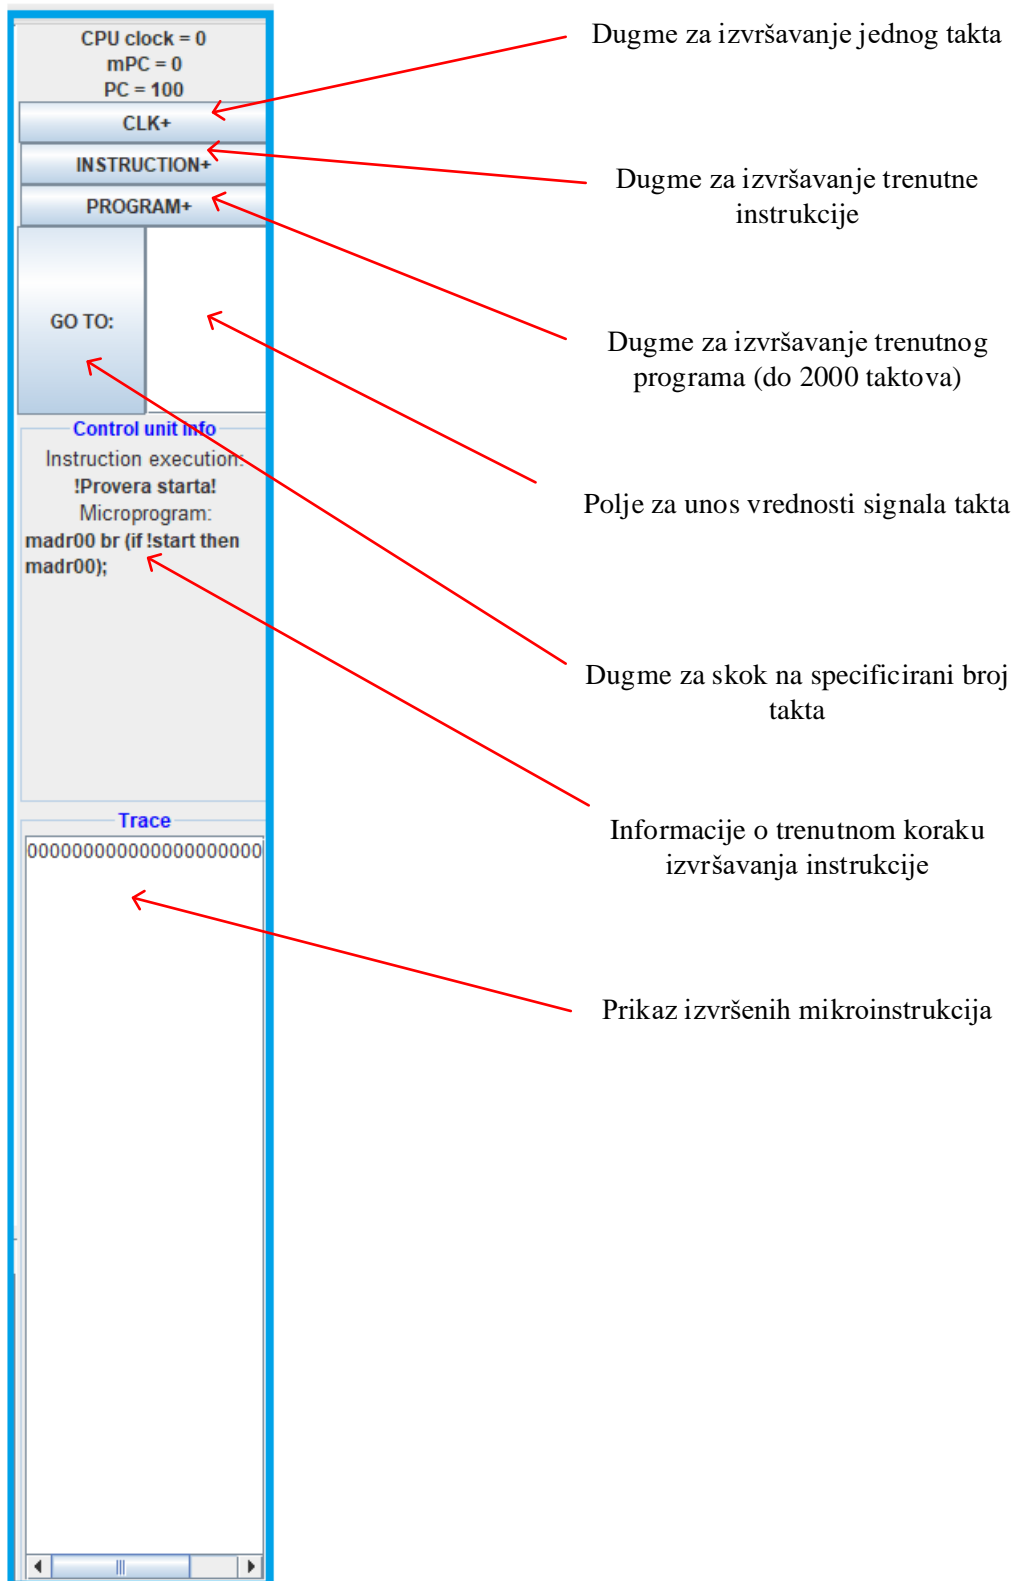 CPU clock = 0
mPC = 0
PC = 100
CLK+
INSTRUCTION+
PROGRAM+
GO TO:
Control unit info
Instruction execution:
!Provera starta!
Microprogram:
madr00 br (if !start then
madr00);
Trace
Dugme za izvršavanje jednog takta
Dugme za izvršavanje trenutne
instrukcije
Dugme za izvršavanje trenutnog
programa (do 2000 taktova)
Polje za unos vrednosti signala takta
Dugme za skok na specificirani broj
takta
Informacije o trenutnom koraku
izvršavanja instrukcije
Prikaz izvršenih mikroinstrukcija